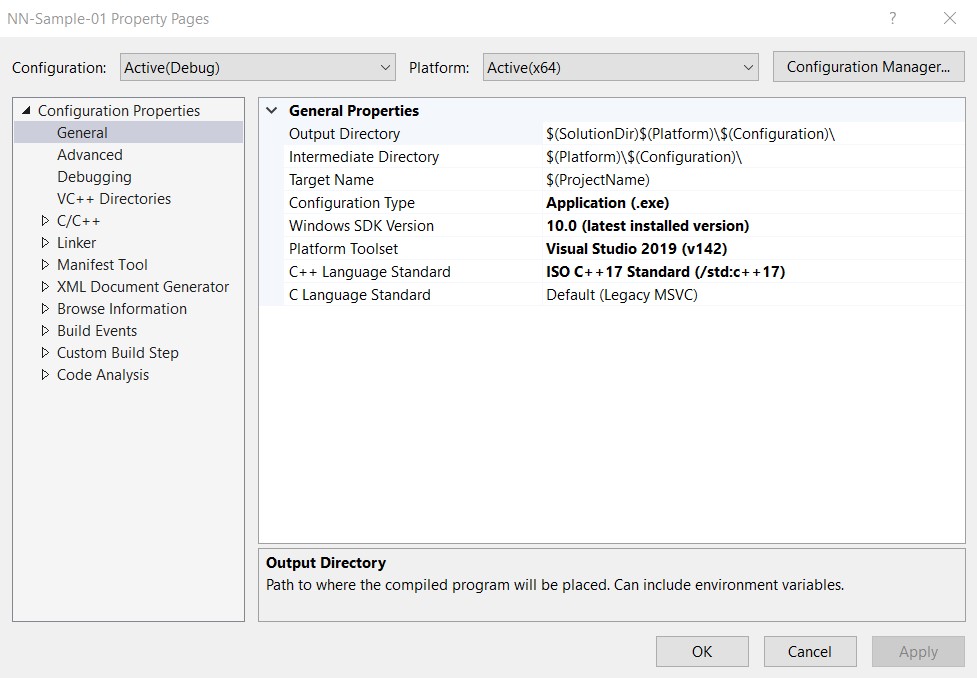 NN-Sample-01 Property Pages ?
Configuration: Active(Debug) Platform: Active(x64) Configuration Manager...
Configuration Properties
General
Advanced
Debugging
VC++ Directories
C/C++
Linker
Manifest Tool
XML Document Generator
Browse Information
Build Events
Custom Build Step
Code Analysis
General Properties
Output Directory $(SolutionDir)$(Platform)\$(Configuration)\
Intermediate Directory $(Platform)\$(Configuration)\
Target Name $(ProjectName)
Configuration Type Application (.exe)
Windows SDK Version 10.0 (latest installed version)
Platform Toolset Visual Studio 2019 (v142)
C++ Language Standard ISO C++17 Standard (/std:c++17)
C Language Standard Default (Legacy MSVC)
Output Directory
Path to where the compiled program will be placed. Can include environment variables.
OK Cancel Apply